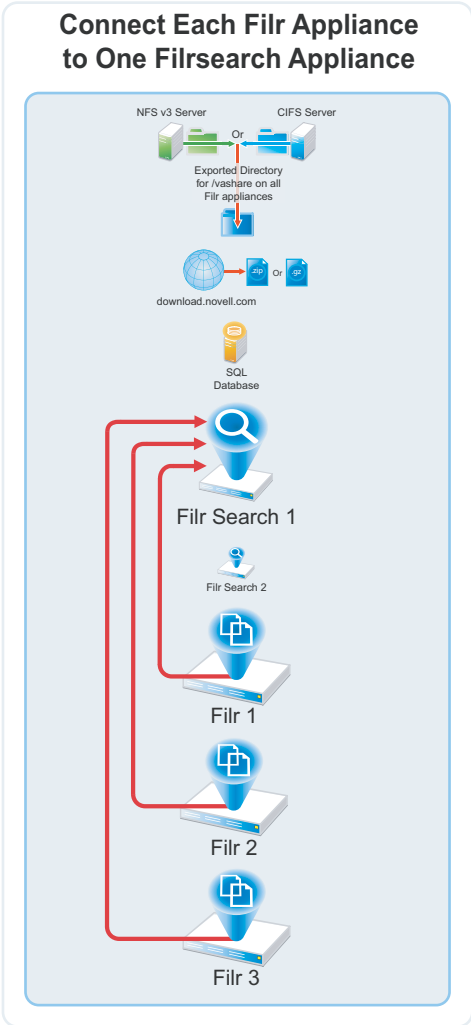 Connect Each Filr Appliance
to One Filrsearch Appliance
NFS v3 Server
Or
CIFS Server
Exported Directory
for /vashare on all
Filr appliances
.zip
Or
.gz
download.novell.com
SQL
Database
Filr Search 1
Filr Search 2
Filr 1
Filr 2
Filr 3